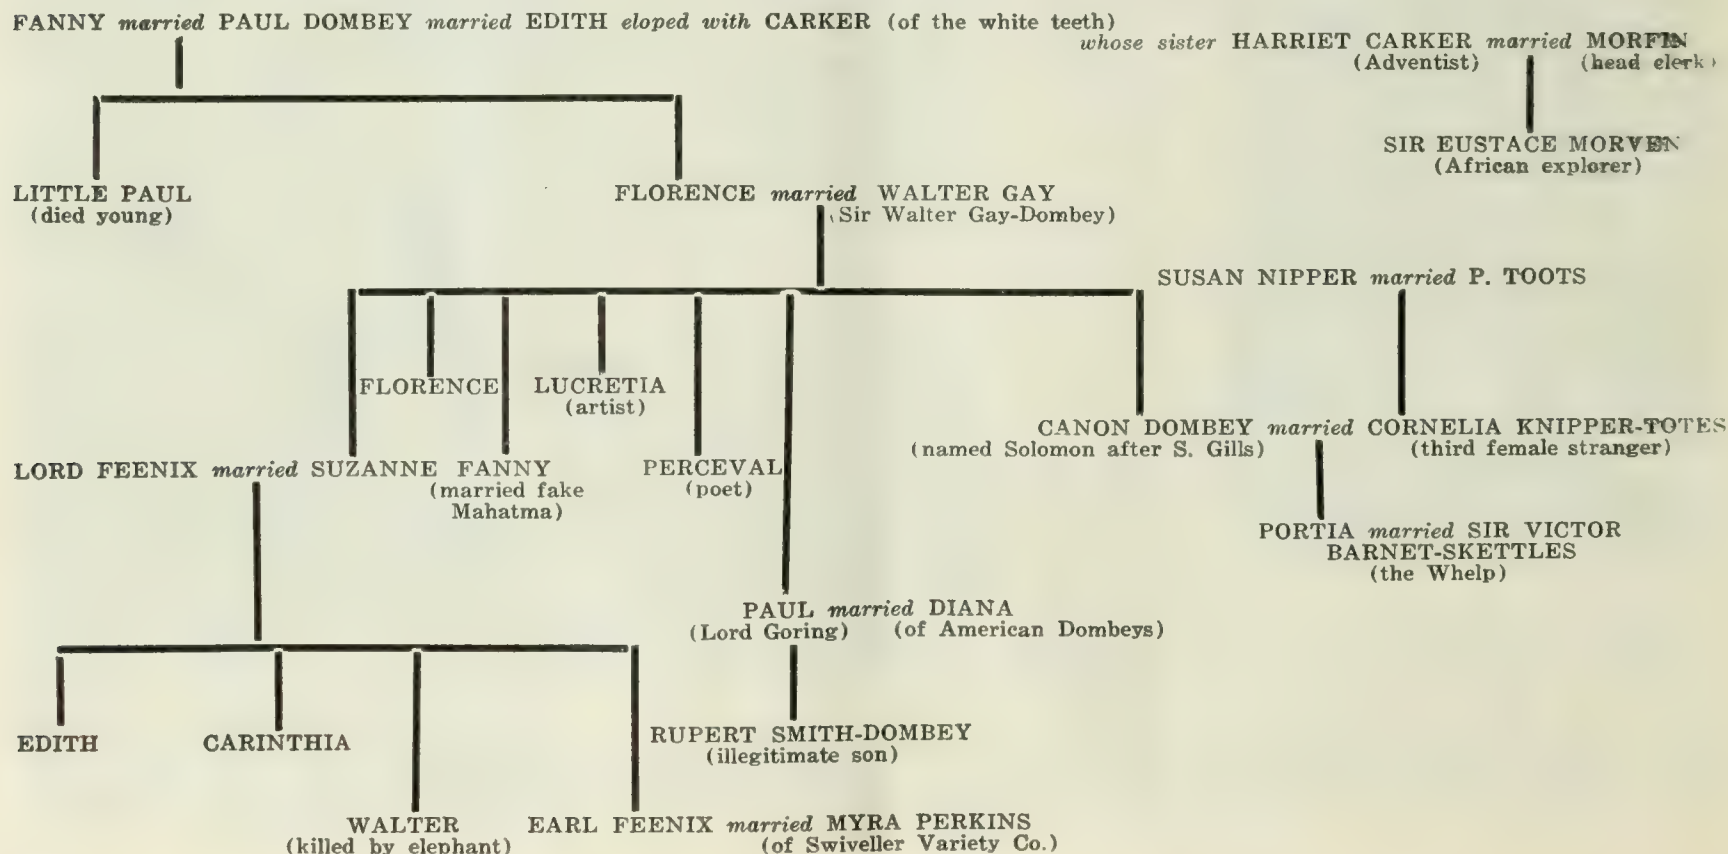 FANNY married PAUL DOMBEY married EDITH eloped with CARKER (of the white teeth)
whose sister HARRIET CARKER married MORFIN
(Adventist) (head clerk)
SIR EUSTACE MORVEN
(African explorer)
LITTLE PAUL
(died young)
FLORENCE married WALTER GAY
(Sir Walter Gay-Dombey)
SUSAN NIPPER married P. TOOTS
FLORENCE
LUCRETIA
(artist)
CANON DOMBEY married CORNELIA KNIPPER-TOTES
(named Solomon after S. Gills) (third female stranger)
LORD FEENIX married SUZANNE
FANNY
(married fake
Mahatma)
PERCEVAL
(poet)
PORTIA married SIR VICTOR
BARNET-SKETTLES
(the Whelp)
PAUL married DIANA
(Lord Goring) (of American Dombeys)
EDITH
CARINTHIA
RUPERT SMITH-DOMBEY
(illegitimate son)
WALTER
(killed by elephant)
EARL FEENIX married MYRA PERKINS
(of Swiveller Variety Co.)